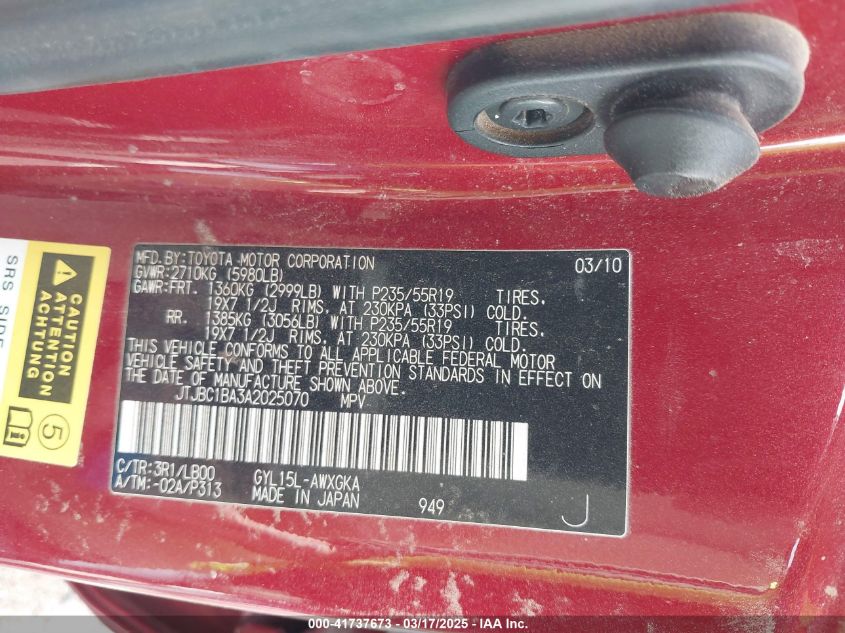 MFD.BY:TOYOTA MOTOR CORPORATION 03/10
GVWR:2710KG (5980LB)
GAWR:FRT. 1360KG (2999LB) WITH P235/55R19 TIRES.
19X7 1/2J RIMS. AT 230KPA (33PSI) COLD.
RR. 1385KG (3056LB) WITH P235/55R19 TIRES.
19X7 1/2J RIMS. AT 230KPA (33PSI) COLD.
THIS VEHICLE CONFORMS TO ALL APPLICABLE FEDERAL MOTOR
VEHICLE SAFETY AND THEFT PREVENTION STANDARDS IN EFFECT ON
THE DATE OF MANUFACTURE SHOWN ABOVE.
JTJBC1BA3A2025070 MPV
C/TR:3R1/LB00 GYL15L-AWXGKA
A/TM:-02A/P313 MADE IN JAPAN 949 J
CAUTION
ATTENTION
ACHTUNG
5
SRS SIDE
000-41737673 - 03/17/2025 - IAA Inc.